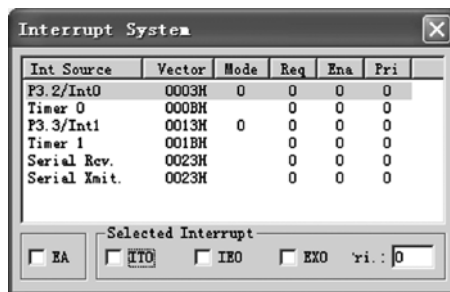 Interrupt System
Int Source Vector Mode Req Ena Pri
P3.2/Int0 0003H 0 0 0 0
Timer 0 000BH 0 0 0
P3.3/Int1 0013H 0 0 0 0
Timer 1 001BH 0 0 0
Serial Rcv. 0023H 0 0 0
Serial Xmit. 0023H 0 0 0
Selected Interrupt
EA IT0 IE0 EX0 ri.: 0